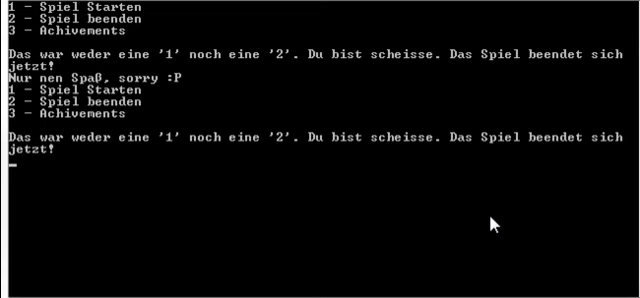 1 - Spiel Starten
2 - Spiel beenden
3 - Achivements
Das war weder eine '1' noch eine '2'. Du bist scheisse. Das Spiel beendet sich
jetzt!
Nur nen Spaß, sorry :P
1 - Spiel Starten
2 - Spiel beenden
3 - Achivements
Das war weder eine '1' noch eine '2'. Du bist scheisse. Das Spiel beendet sich
jetzt!